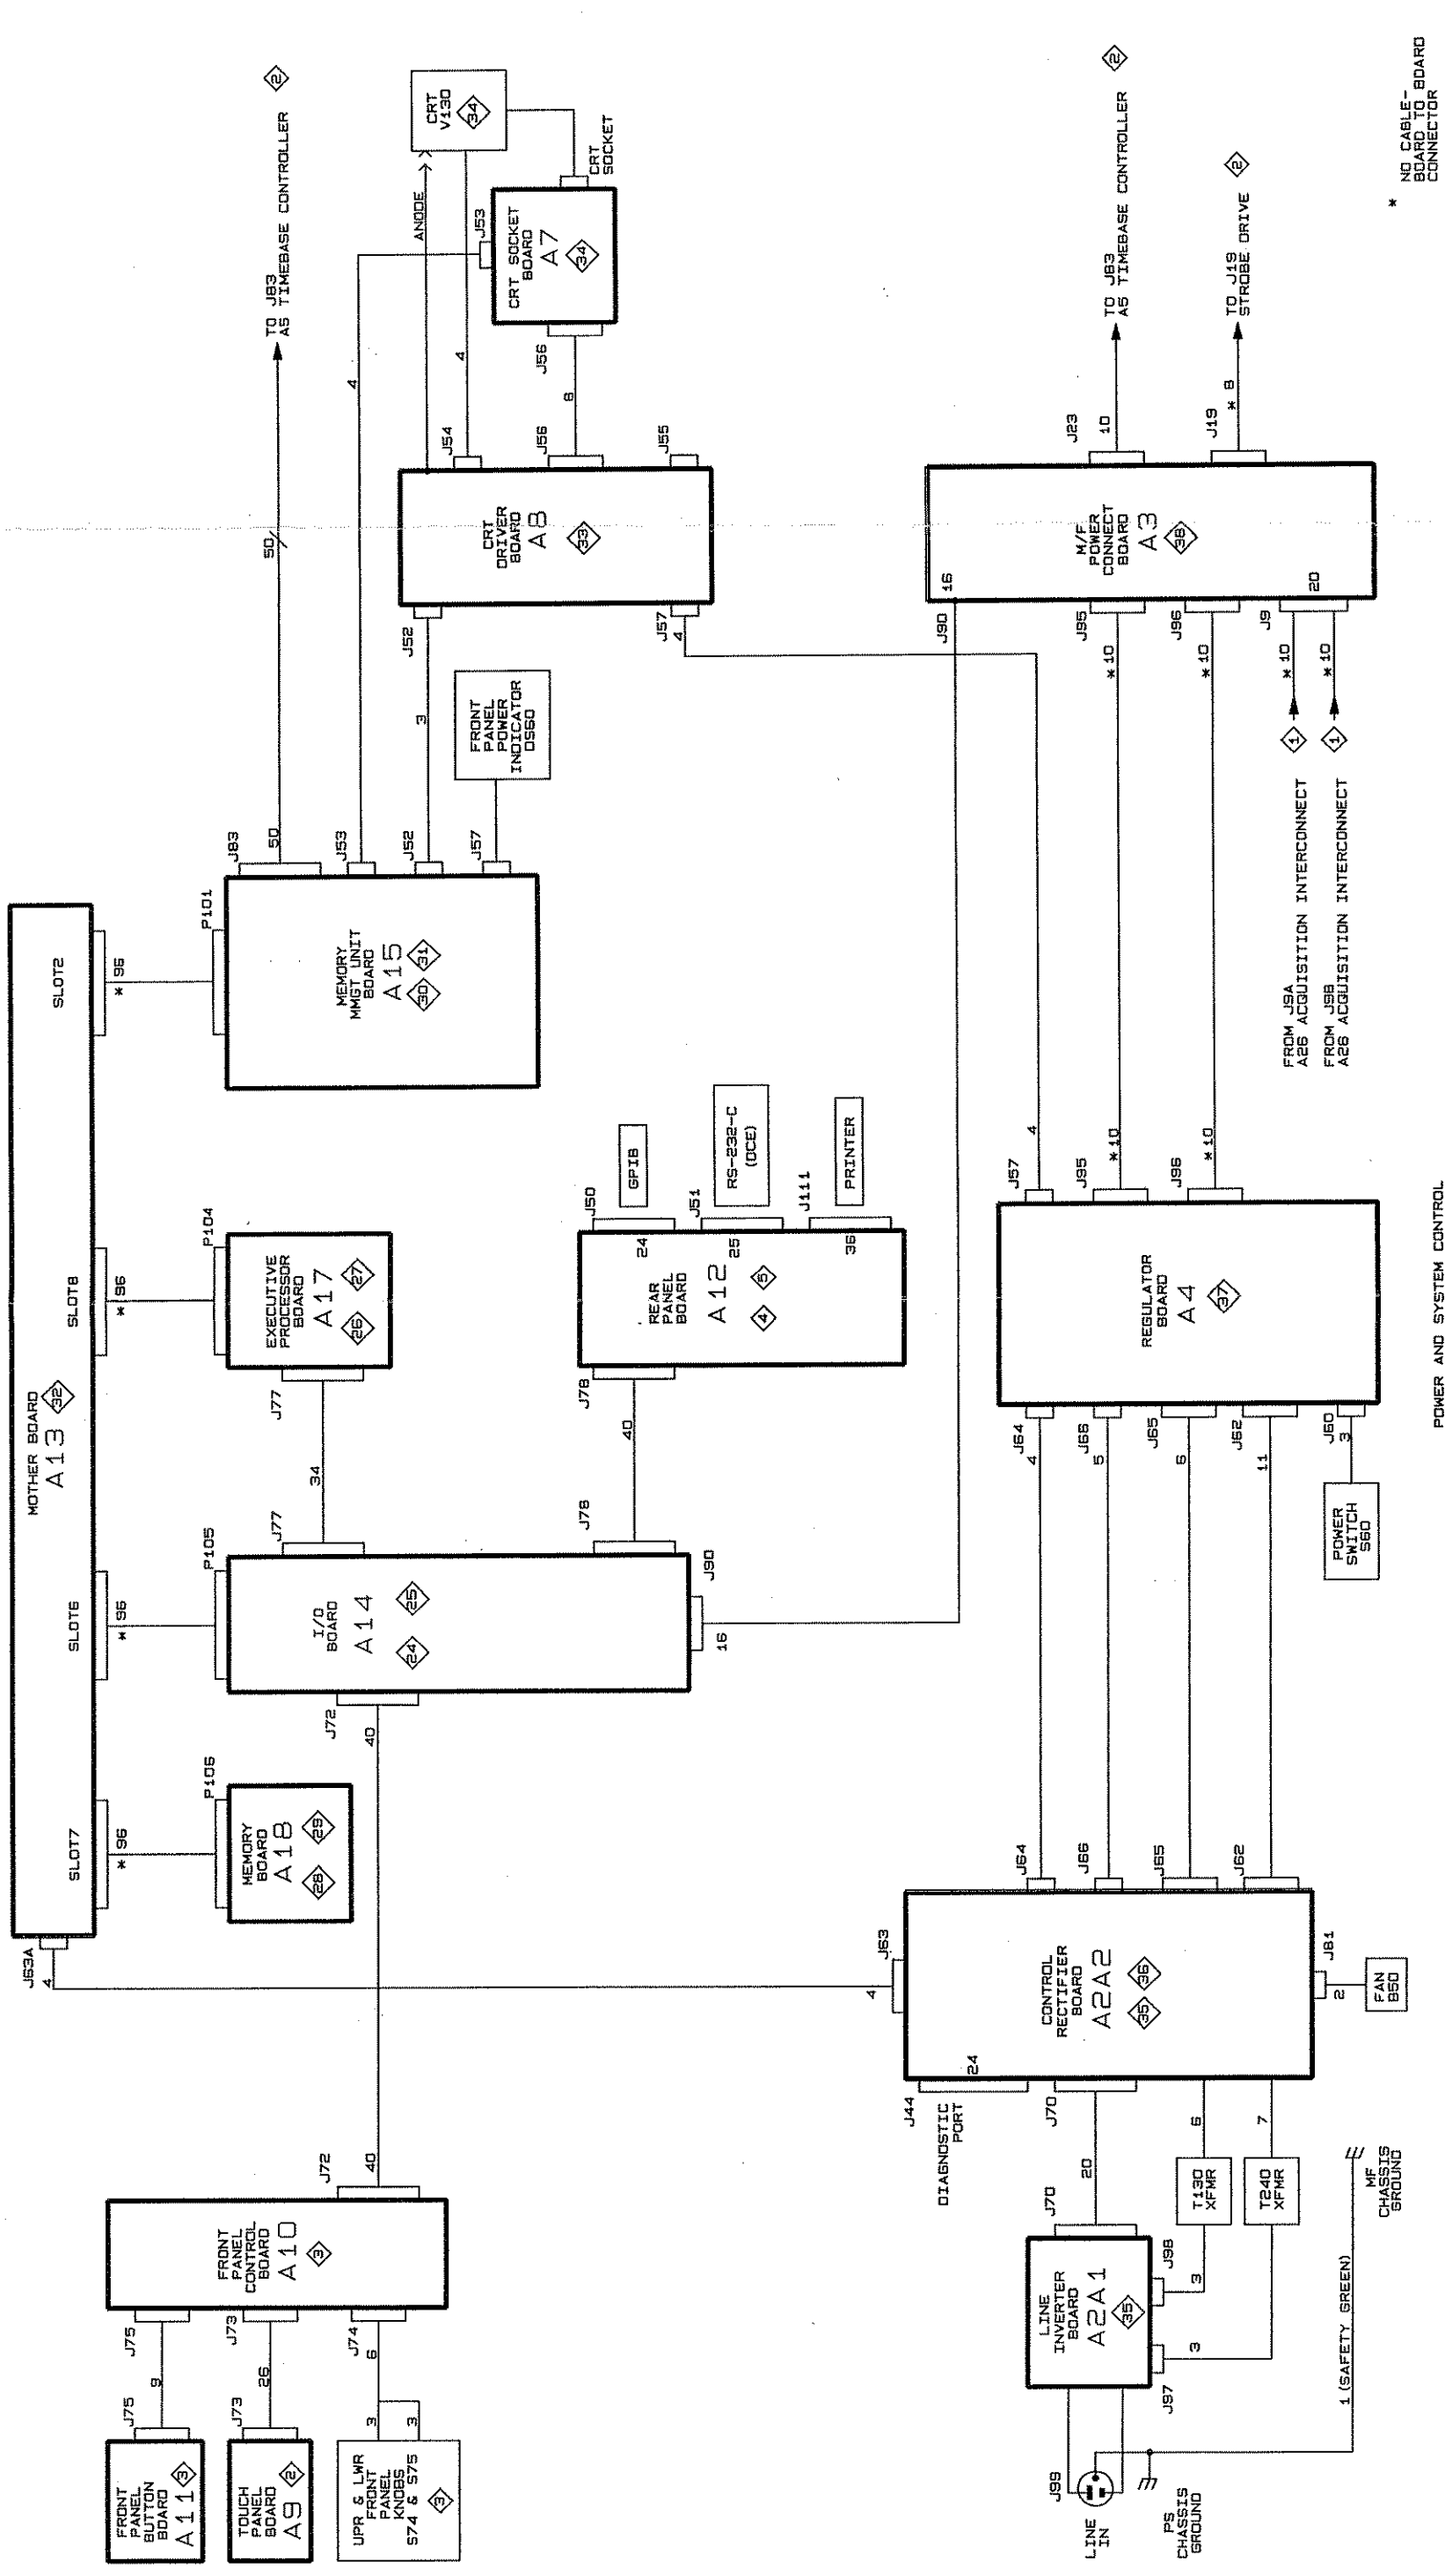 MOTHER BOARD
A13
32
J63A
4
SLOT7
* 96
P106
MEMORY
BOARD
A18
28
29
SLOT6
* 96
P105
I/O
BOARD
A14
24
25
J72
40
J77
J78
J90
16
SLOT8
* 96
P104
EXECUTIVE
PROCESSOR
BOARD
A17
26
27
J77
34
SLOT2
* 96
P101
MEMORY
MMGT UNIT
BOARD
A15
30
31
J83
50
J53
J52
J57
50
TO J83
A5 TIMEBASE CONTROLLER
2
4
3
FRONT
PANEL
POWER
INDICATOR
DS60
FRONT
PANEL
BUTTON
BOARD
A11
3
J75
9
J75
TOUCH
PANEL
BOARD
A9
2
J73
26
J73
UPR & LWR
FRONT
PANEL
KNOBS
S74 & S75
3
3
3
6
J74
FRONT
PANEL
CONTROL
BOARD
A10
3
J72
40
J78
40
REAR
PANEL
BOARD
A12
4
5
J50
24
GPIB
J51
25
RS-232-C
(DCE)
J111
36
PRINTER
J52
J57
4
CRT
DRIVER
BOARD
A8
33
J54
4
ANODE
J56
6
J55
J56
CRT SOCKET
BOARD
A7
34
J53
CRT
SOCKET
CRT
V130
34
LINE
IN
J99
PS
CHASSIS
GROUND
1 (SAFETY GREEN)
MF
CHASSIS
GROUND
LINE
INVERTER
BOARD
A2A1
35
J97
3
J98
3
J70
20
T130
XFMR
6
T240
XFMR
7
J44
DIAGNOSTIC
PORT
24
J70
CONTROL
RECTIFIER
BOARD
A2A2
35
36
J63
4
J81
2
FAN
B50
J64
J66
J65
J62
J64
4
J66
5
J65
6
J62
11
J60
3
POWER
SWITCH
S60
REGULATOR
BOARD
A4
37
J57
4
J95
* 10
J96
* 10
J90
16
J95
* 10
J96
* 10
J9
* 10
* 10
20
1
1
FROM J9A
A26 ACQUISITION INTERCONNECT
FROM J9B
A26 ACQUISITION INTERCONNECT
M/F
POWER
CONNECT
BOARD
A3
38
J23
10
TO J83
A5 TIMEBASE CONTROLLER
2
J19
* 8
TO J19
STROBE DRIVE
2
* NO CABLE-
BOARD TO BOARD
CONNECTOR
POWER AND SYSTEM CONTROL